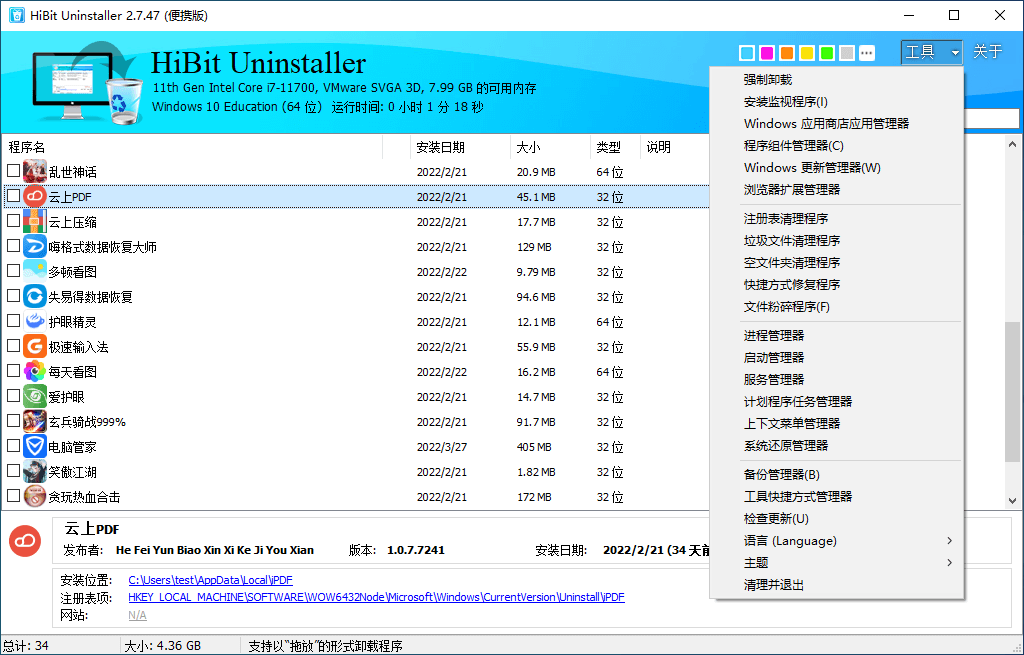 HiBit Uninstaller 2.7.47 (便携版)
HiBit Uninstaller
11th Gen Intel Core i7-11700, VMware SVGA 3D, 7.99 GB 的可用内存
Windows 10 Education (64 位） 运行时间: 0 小时 1 分 18 秒
工具 关于
程序名 安装日期 大小 类型 说明
乱世神话 2022/2/21 20.9 MB 64 位
云上PDF 2022/2/21 45.1 MB 32 位
云上压缩 2022/2/21 17.7 MB 32 位
嗨格式数据恢复大师 2022/2/21 129 MB 32 位
多顿看图 2022/2/22 9.79 MB 32 位
失易得数据恢复 2022/2/21 94.6 MB 32 位
护眼精灵 2022/2/21 12.1 MB 64 位
极速输入法 2022/2/21 55.9 MB 32 位
每天看图 2022/2/22 16.2 MB 64 位
爱护眼 2022/2/21 14.7 MB 32 位
玄兵骑战999% 2022/2/21 91.7 MB 32 位
电脑管家 2022/3/27 405 MB 32 位
笑傲江湖 2022/2/21 1.82 MB 32 位
贪玩热血合击 2022/2/21 172 MB 32 位
强制卸载
安装监视程序(I)
Windows 应用商店应用管理器
程序组件管理器(C)
Windows 更新管理器(W)
浏览器扩展管理器
注册表清理程序
垃圾文件清理程序
空文件夹清理程序
快捷方式修复程序
文件粉碎程序(F)
进程管理器
启动管理器
服务管理器
计划程序任务管理器
上下文菜单管理器
系统还原管理器
备份管理器(B)
工具快捷方式管理器
检查更新(U)
语言 (Language)
主题
清理并退出
云上PDF
发布者: He Fei Yun Biao Xin Xi Ke Ji You Xian 版本: 1.0.7.7241 安装日期: 2022/2/21 (34 天前
安装位置: C:\Users\test\AppData\Local\JPDF
注册表项: HKEY_LOCAL_MACHINE\SOFTWARE\WOW6432Node\Microsoft\Windows\CurrentVersion\Uninstall\JPDF
网站: N/A
总计: 34 大小: 4.36 GB 支持以“拖放”的形式卸载程序